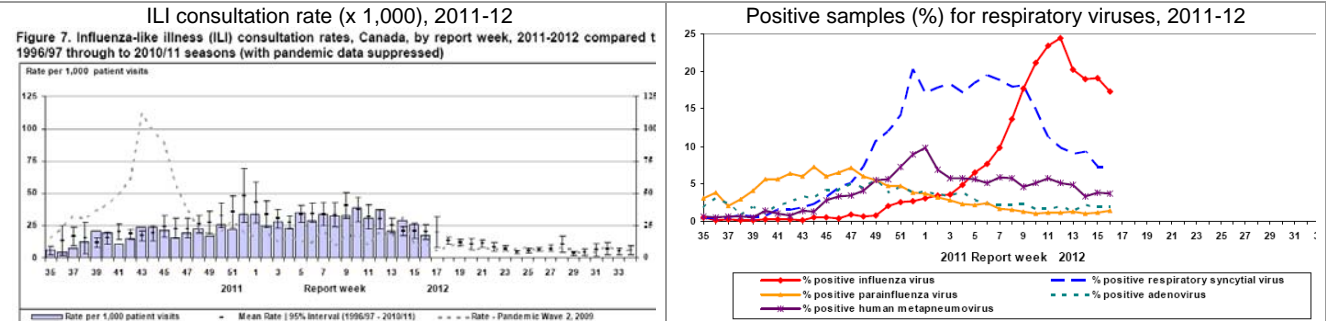 ILI consultation rate (x 1,000), 2011-12
Figure 7. Influenza-like illness (ILI) consultation rates, Canada, by report week, 2011-2012 compared t
1996/97 through to 2010/11 seasons (with pandemic data suppressed)
Rate per 1,000 patient visits
125
100
75
50
25
0
125
100
75
50
25
0
35 37 39 41 43 45 47 49 51 1 3 5 7 9 11 13 15 17 19 21 23 25 27 29 31 33
2011 Report week 2012
Rate per 1,000 patient visits Mean Rate | 95% Interval (1996/97 - 2010/11) Rate - Pandemic Wave 2, 2009
Positive samples (%) for respiratory viruses, 2011-12
25
20
15
10
5
0
35 37 39 41 43 45 47 49 51 1 3 5 7 9 11 13 15 17 19 21 23 25 27 29 31 3
2011 Report week 2012
% positive influenza virus % positive respiratory syncytial virus
% positive parainfluenza virus % positive adenovirus
% positive human metapneumovirus